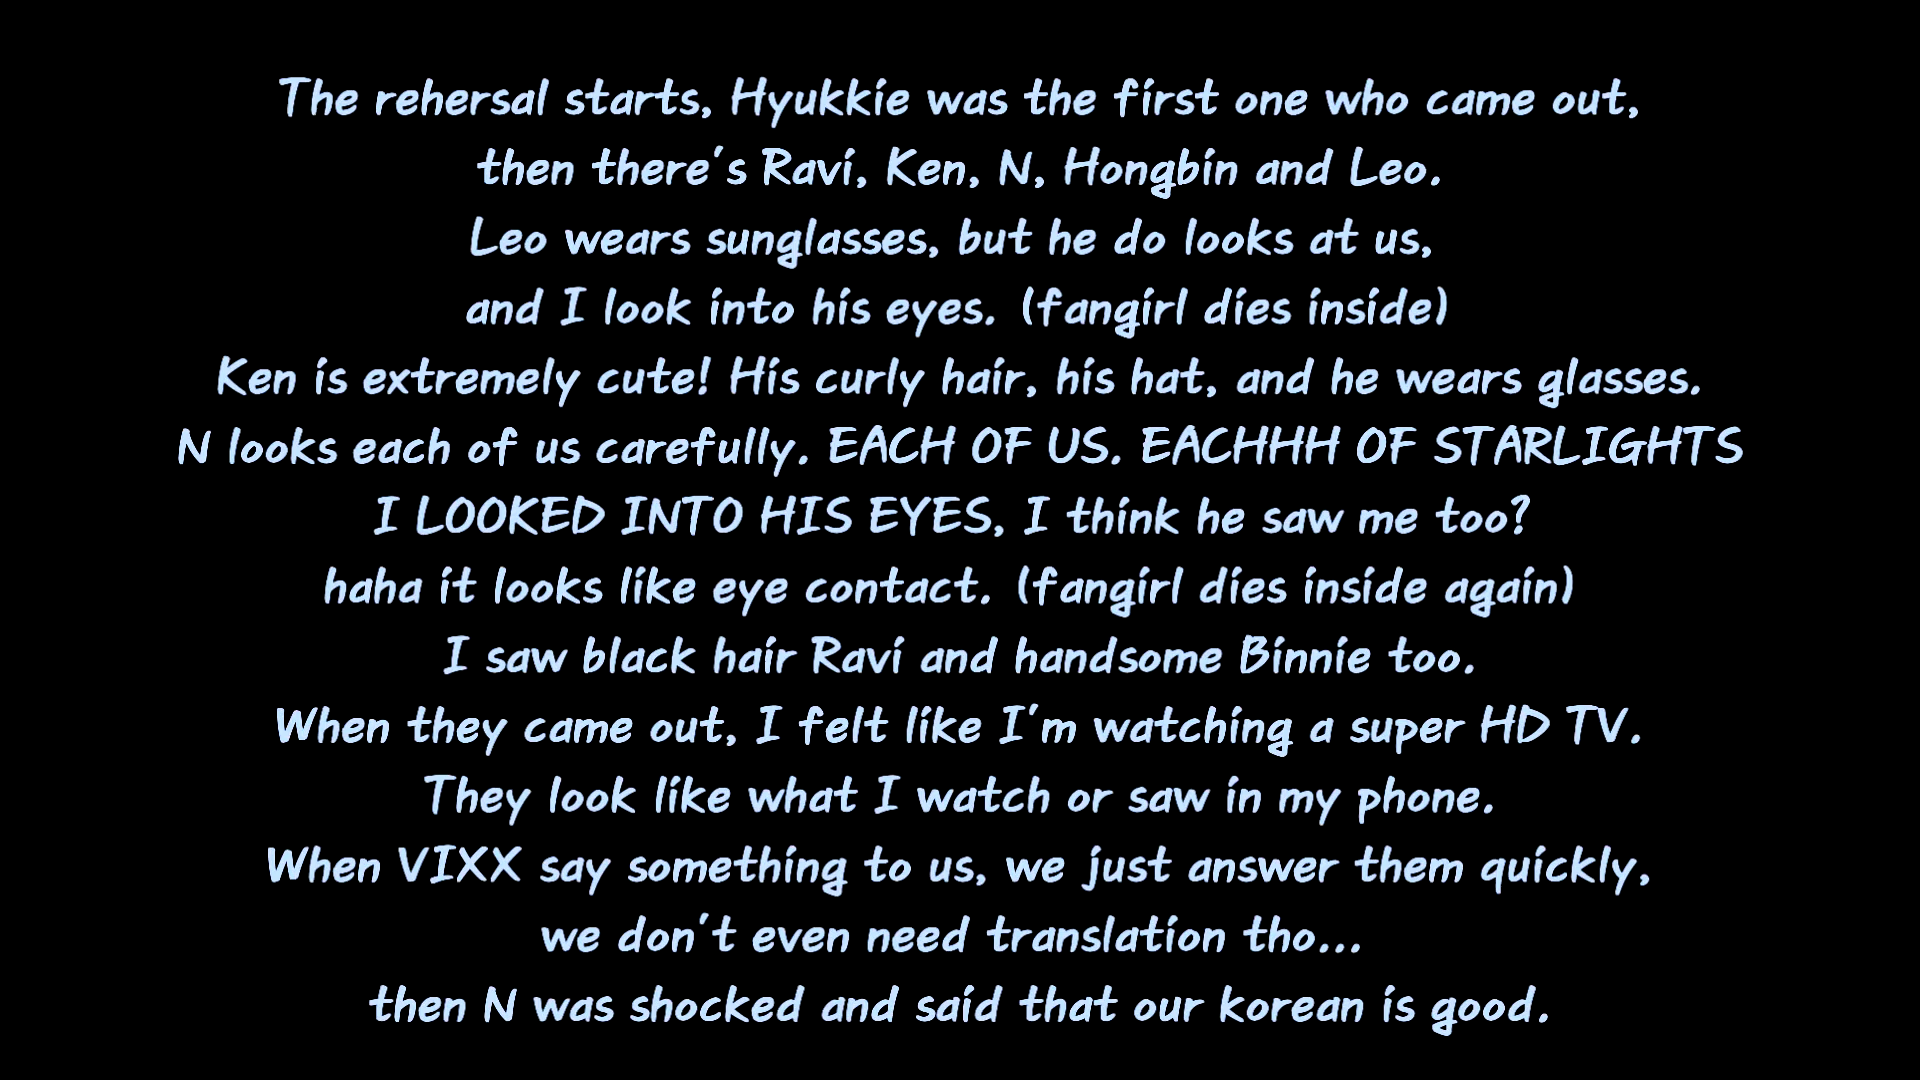 The rehersal starts, Hyukkie was the first one who came out,
then there's Ravi, Ken, N, Hongbin and Leo.
Leo wears sunglasses, but he do looks at us,
and I look into his eyes. (fangirl dies inside)
Ken is extremely cute! His curly hair, his hat, and he wears glasses.
N looks each of us carefully. EACH OF US. EACHHH OF STARLIGHTS
I LOOKED INTO HIS EYES, I think he saw me too?
haha it looks like eye contact. (fangirl dies inside again)
I saw black hair Ravi and handsome Binnie too.
When they came out, I felt like I'm watching a super HD TV.
They look like what I watch or saw in my phone.
When VIXX say something to us, we just answer them quickly,
we don't even need translation tho...
then N was shocked and said that our korean is good.